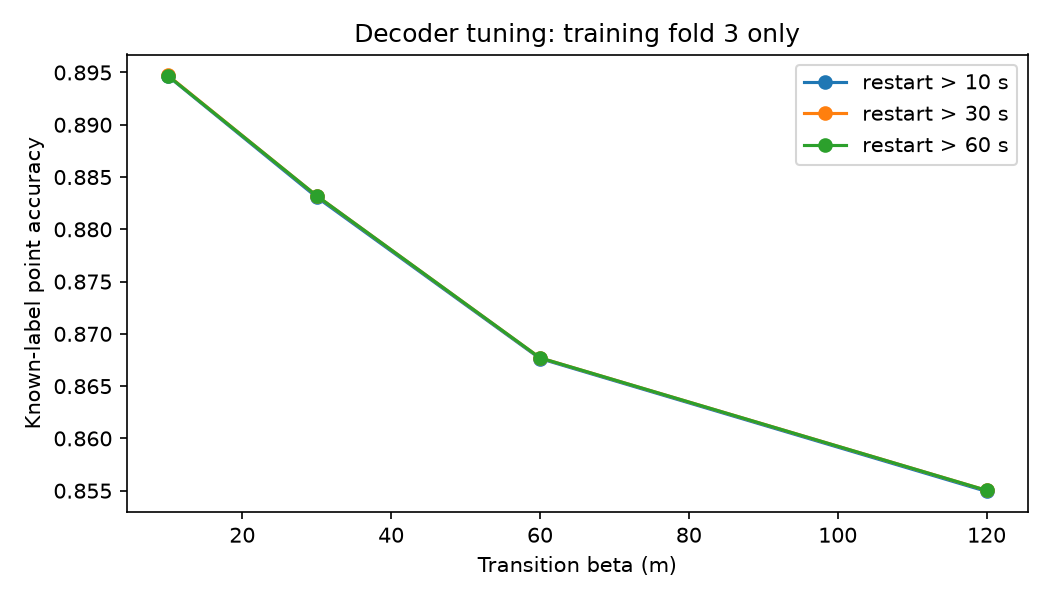 Decoder tuning: training fold 3 only
Known-label point accuracy
0.895
0.890
0.885
0.880
0.875
0.870
0.865
0.860
0.855
restart > 10 s
restart > 30 s
restart > 60 s
20
40
60
80
100
120
Transition beta (m)